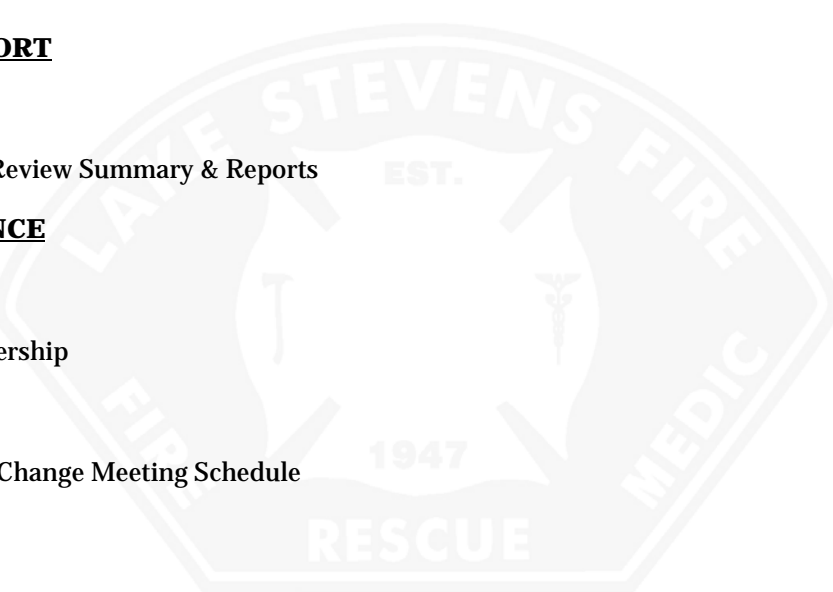 ORT
Review Summary & Reports
NCE
ership
Change Meeting Schedule
LAKE STEVENS FIRE
EST.
1947
FIRE
RESCUE
MEDIC